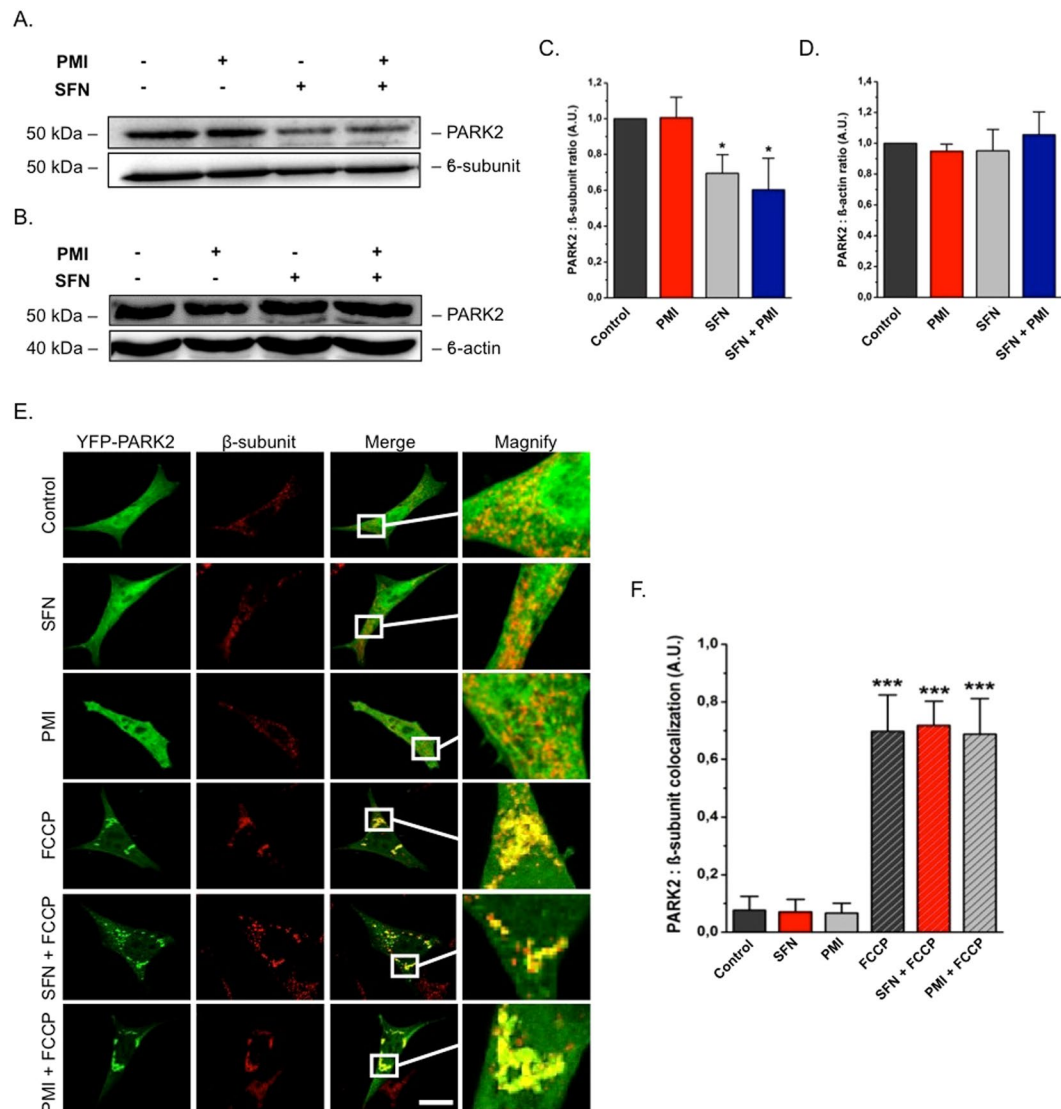 A.
PMI - + - +
SFN - - + +
50 kDa – – PARK2
50 kDa – – ϐ-subunit
B.
PMI - + - +
SFN - - + +
50 kDa – – PARK2
40 kDa – – ϐ-actin
C.
PARK2 : ß-subunit ratio (A.U.)
1,2
1,0
0,8
0,6
0,4
0,2
0,0
* *
Control PMI SFN SFN + PMI
D.
PARK2 : ß-actin ratio (A.U.)
1,4
1,2
1,0
0,8
0,6
0,4
0,2
0,0
Control PMI SFN SFN + PMI
E.
YFP-PARK2 β-subunit Merge Magnify
Control
SFN
PMI
FCCP
SFN + FCCP
PMI + FCCP
F.
PARK2 : ß-subunit colocalization (A.U.)
1,0
0,8
0,6
0,4
0,2
0,0
*** *** ***
Control SFN PMI FCCP SFN + FCCP PMI + FCCP